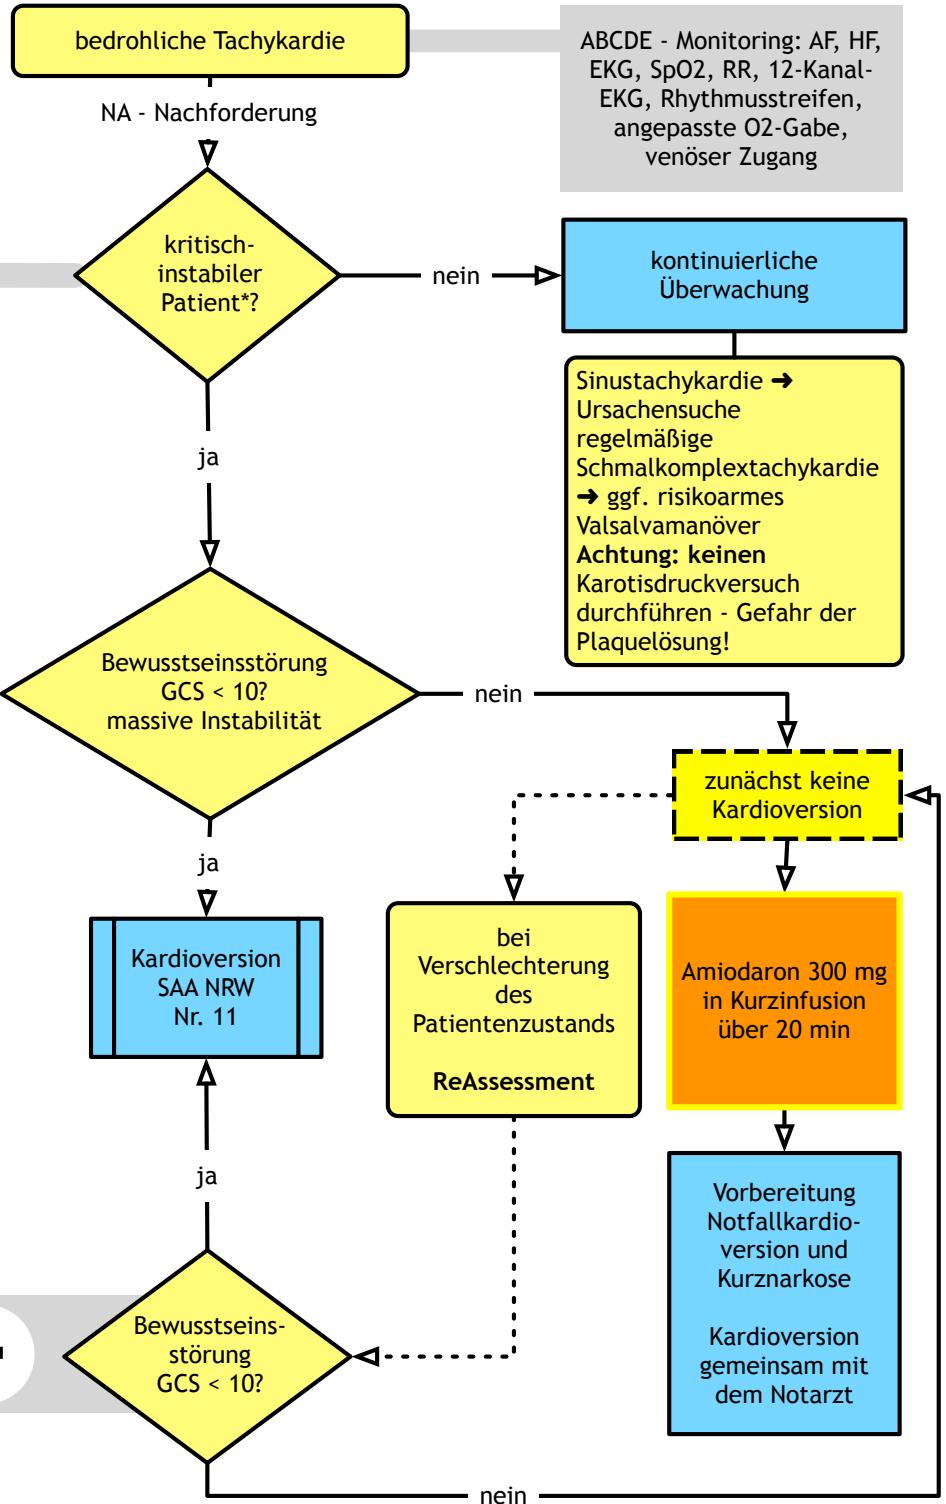 bedrohliche Tachykardie
ABCDE - Monitoring: AF, HF,
EKG, SpO2, RR, 12-Kanal-
EKG, Rhythmusstreifen,
angepasste O2-Gabe,
venöser Zugang
NA - Nachforderung
kritisch-
instabiler
Patient*?
nein
kontinuierliche
Überwachung
Sinustachykardie ➜
Ursachensuche
regelmäßige
Schmalkomplextachykardie
➜ ggf. risikoarmes
Valsalvamanöver
Achtung: keinen
Karotisdruckversuch
durchführen - Gefahr der
Plaquelösung!
ja
Bewusstseinsstörung
GCS < 10?
massive Instabilität
nein
zunächst keine
Kardioversion
ja
Kardioversion
SAA NRW
Nr. 11
bei
Verschlechterung
des
Patientenzustands
ReAssessment
Amiodaron 300 mg
in Kurzinfusion
über 20 min
Vorbereitung
Notfallkardio-
version und
Kurznarkose
Kardioversion
gemeinsam mit
dem Notarzt
ja
Bewusstseins-
störung
GCS < 10?
nein